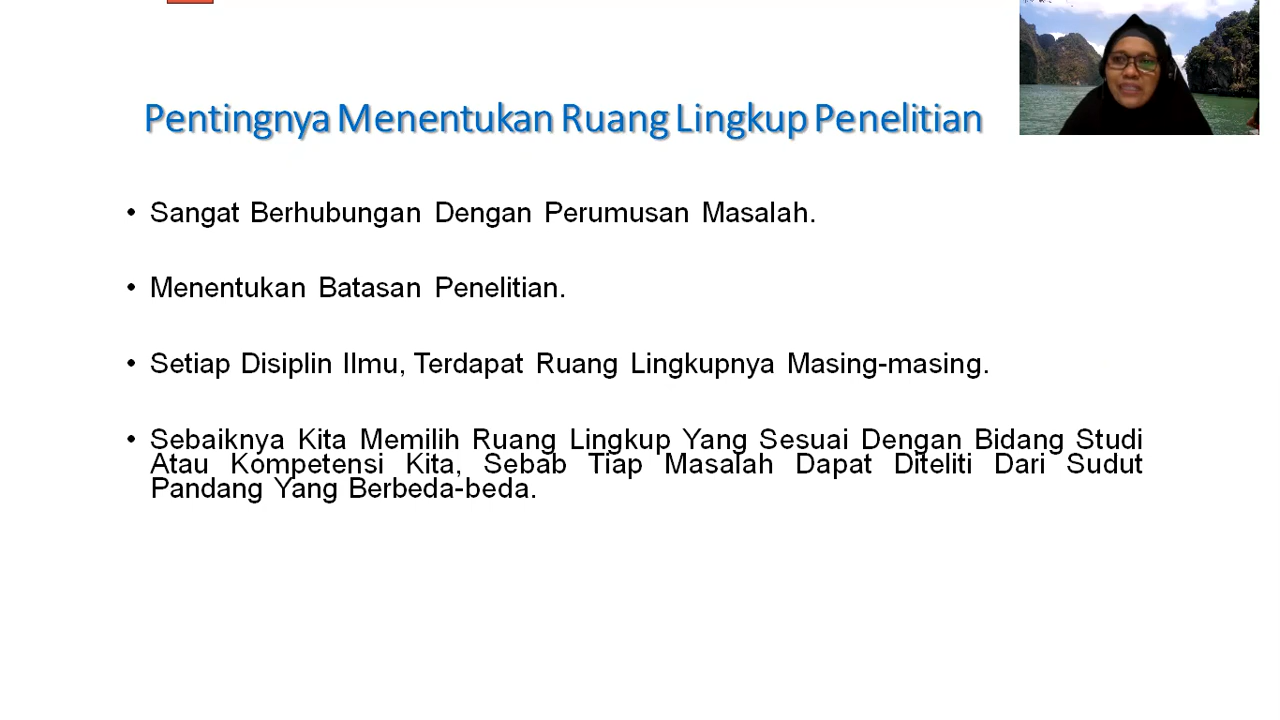 Pentingnya Menentukan Ruang Lingkup Penelitian
• Sangat Berhubungan Dengan Perumusan Masalah.
• Menentukan Batasan Penelitian.
• Setiap Disiplin Ilmu, Terdapat Ruang Lingkupnya Masing-masing.
• Sebaiknya Kita Memilih Ruang Lingkup Yang Sesuai Dengan Bidang Studi
Atau Kompetensi Kita, Sebab Tiap Masalah Dapat Diteliti Dari Sudut
Pandang Yang Berbeda-beda.